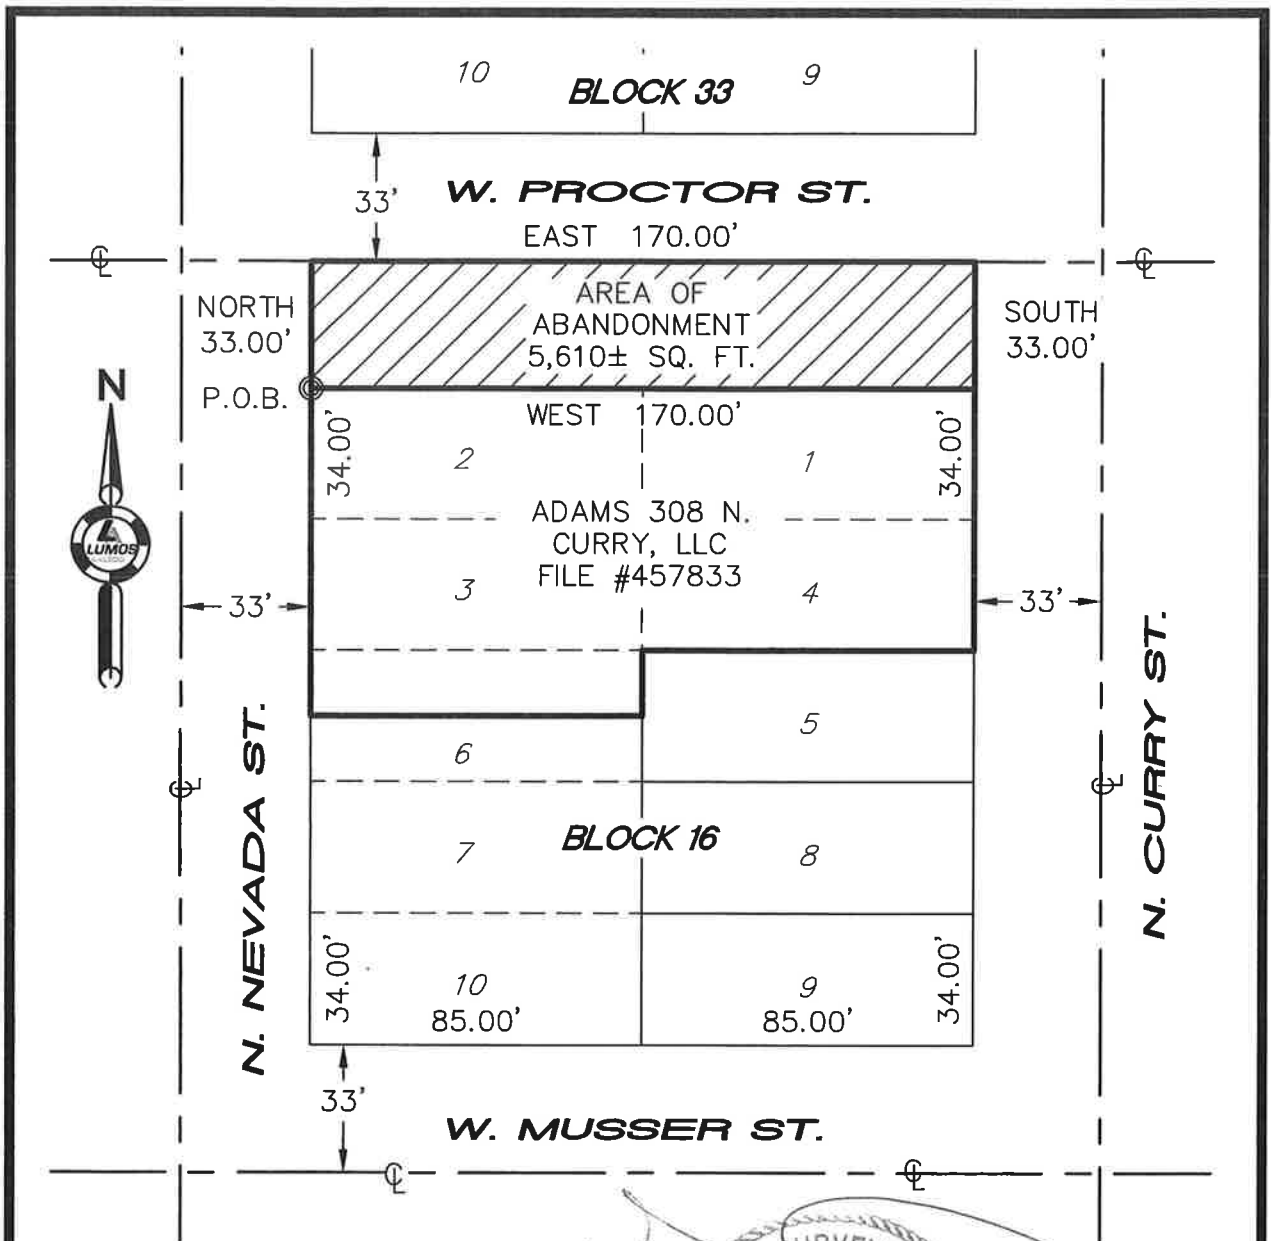 10
BLOCK 33
9
33'
W. PROCTOR ST.
EAST 170.00'
℄
℄
NORTH
33.00'
AREA OF
ABANDONMENT
5,610± SQ. FT.
SOUTH
33.00'
P.O.B.
N
WEST 170.00'
34.00'
34.00'
2
1
ADAMS 308 N.
CURRY, LLC
FILE #457833
LUMOS
3
4
33'
33'
5
6
N. NEVADA ST.
N. CURRY ST.
℄
℄
BLOCK 16
7
8
34.00'
34.00'
10
9
85.00'
85.00'
33'
W. MUSSER ST.
℄
℄